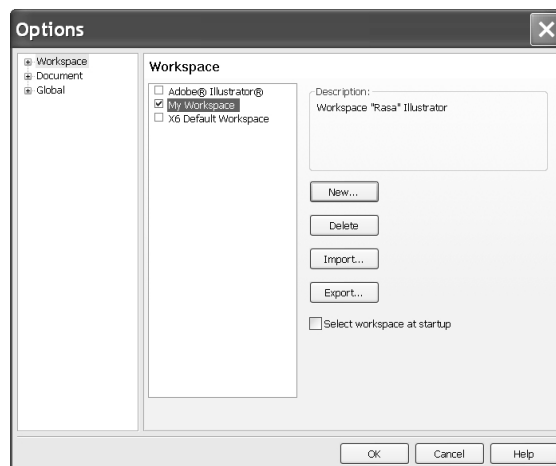 Options
Workspace
Document
Global
Workspace
Adobe® Illustrator®
My Workspace
X6 Default Workspace
Description:
Workspace "Rasa" Illustrator
New...
Delete
Import...
Export...
Select workspace at startup
OK
Cancel
Help